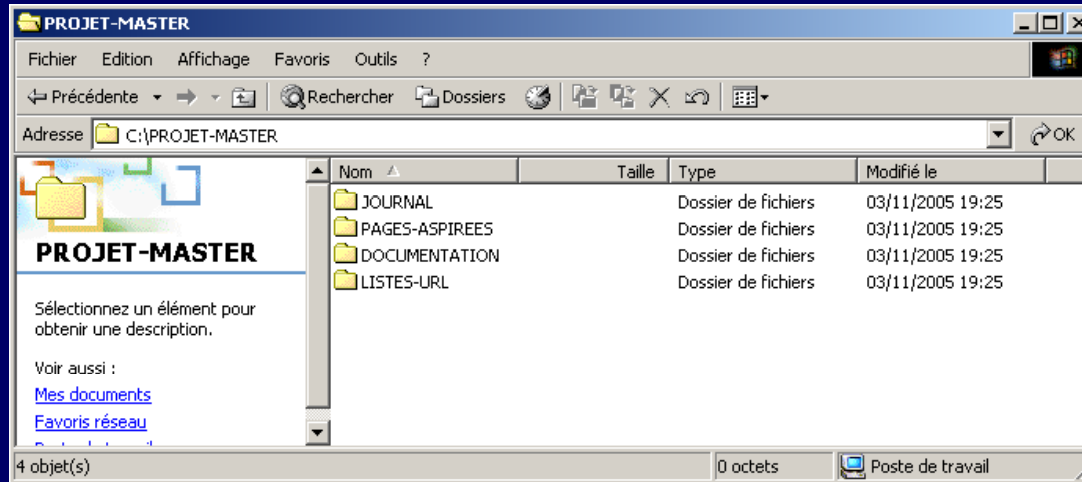 PROJET-MASTER
Fichier Edition Affichage Favoris Outils ?
Précédente Rechercher Dossiers
Adresse C:\PROJET-MASTER OK
Nom Taille Type Modifié le
JOURNAL Dossier de fichiers 03/11/2005 19:25
PAGES-ASPIREES Dossier de fichiers 03/11/2005 19:25
DOCUMENTATION Dossier de fichiers 03/11/2005 19:25
LISTES-URL Dossier de fichiers 03/11/2005 19:25
PROJET-MASTER
Sélectionnez un élément pour
obtenir une description.
Voir aussi :
Mes documents
Favoris réseau
4 objet(s) 0 octets Poste de travail